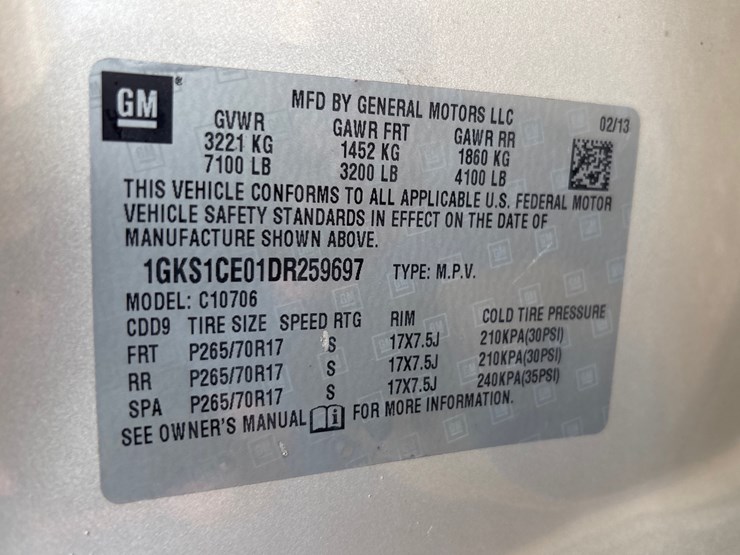 GM
MFD BY GENERAL MOTORS LLC 02/13
GVWR GAWR FRT GAWR RR
3221 KG 1452 KG 1860 KG
7100 LB 3200 LB 4100 LB
THIS VEHICLE CONFORMS TO ALL APPLICABLE U.S. FEDERAL MOTOR
VEHICLE SAFETY STANDARDS IN EFFECT ON THE DATE OF
MANUFACTURE SHOWN ABOVE.
1GKS1CE01DR259697 TYPE: M.P.V.
MODEL: C10706
CDD9 TIRE SIZE SPEED RTG RIM COLD TIRE PRESSURE
FRT P265/70R17 S 17X7.5J 210KPA(30PSI)
RR P265/70R17 S 17X7.5J 210KPA(30PSI)
SPA P265/70R17 S 17X7.5J 240KPA(35PSI)
SEE OWNER'S MANUAL i FOR MORE INFORMATION.